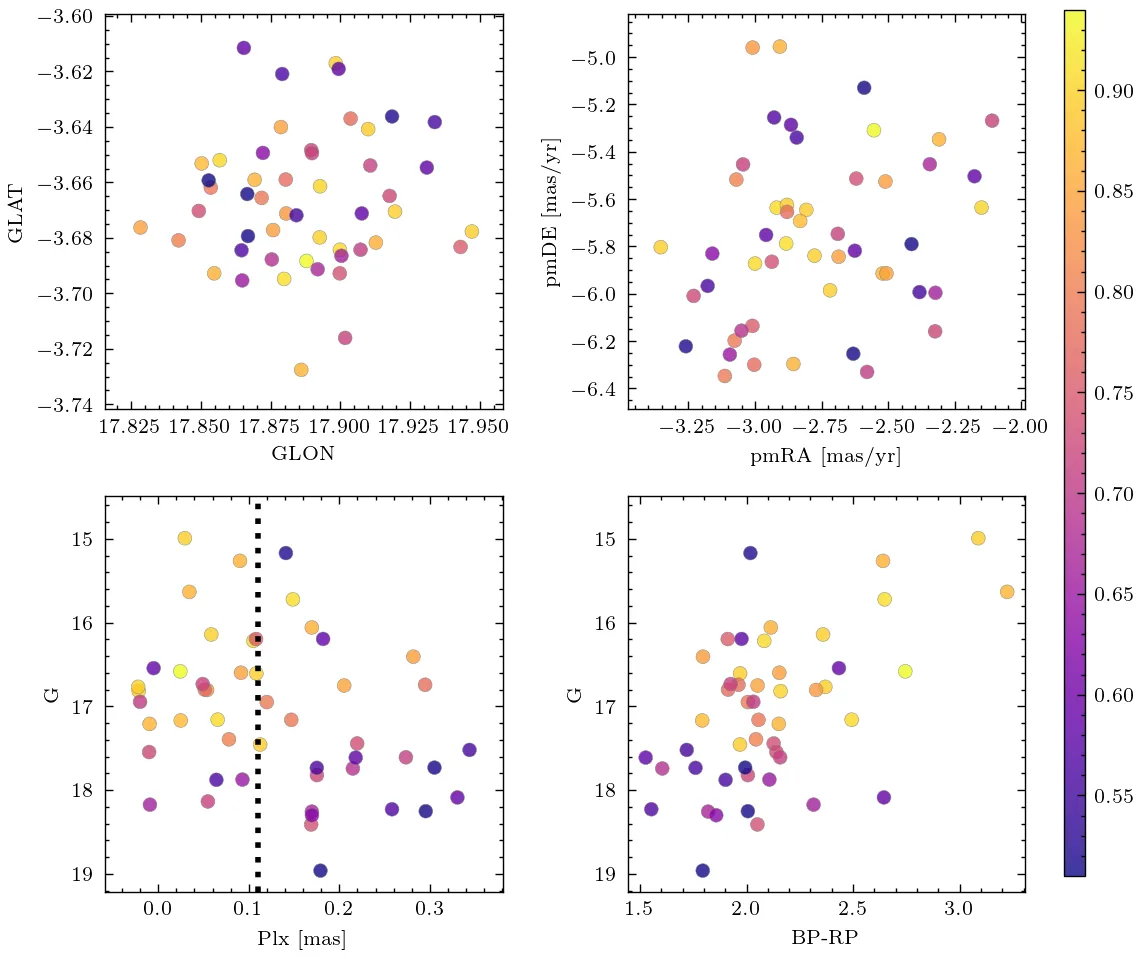 −3.60
−3.62
−3.64
−3.66
−3.68
−3.70
−3.72
−3.74
GLAT
17.825 17.850 17.875 17.900 17.925 17.950
GLON
−5.0
−5.2
−5.4
−5.6
−5.8
−6.0
−6.2
−6.4
pmDE [mas/yr]
−3.25 −3.00 −2.75 −2.50 −2.25 −2.00
pmRA [mas/yr]
15
16
17
18
19
G
0.0 0.1 0.2 0.3
Plx [mas]
15
16
17
18
19
G
1.5 2.0 2.5 3.0
BP-RP
0.90
0.85
0.80
0.75
0.70
0.65
0.60
0.55